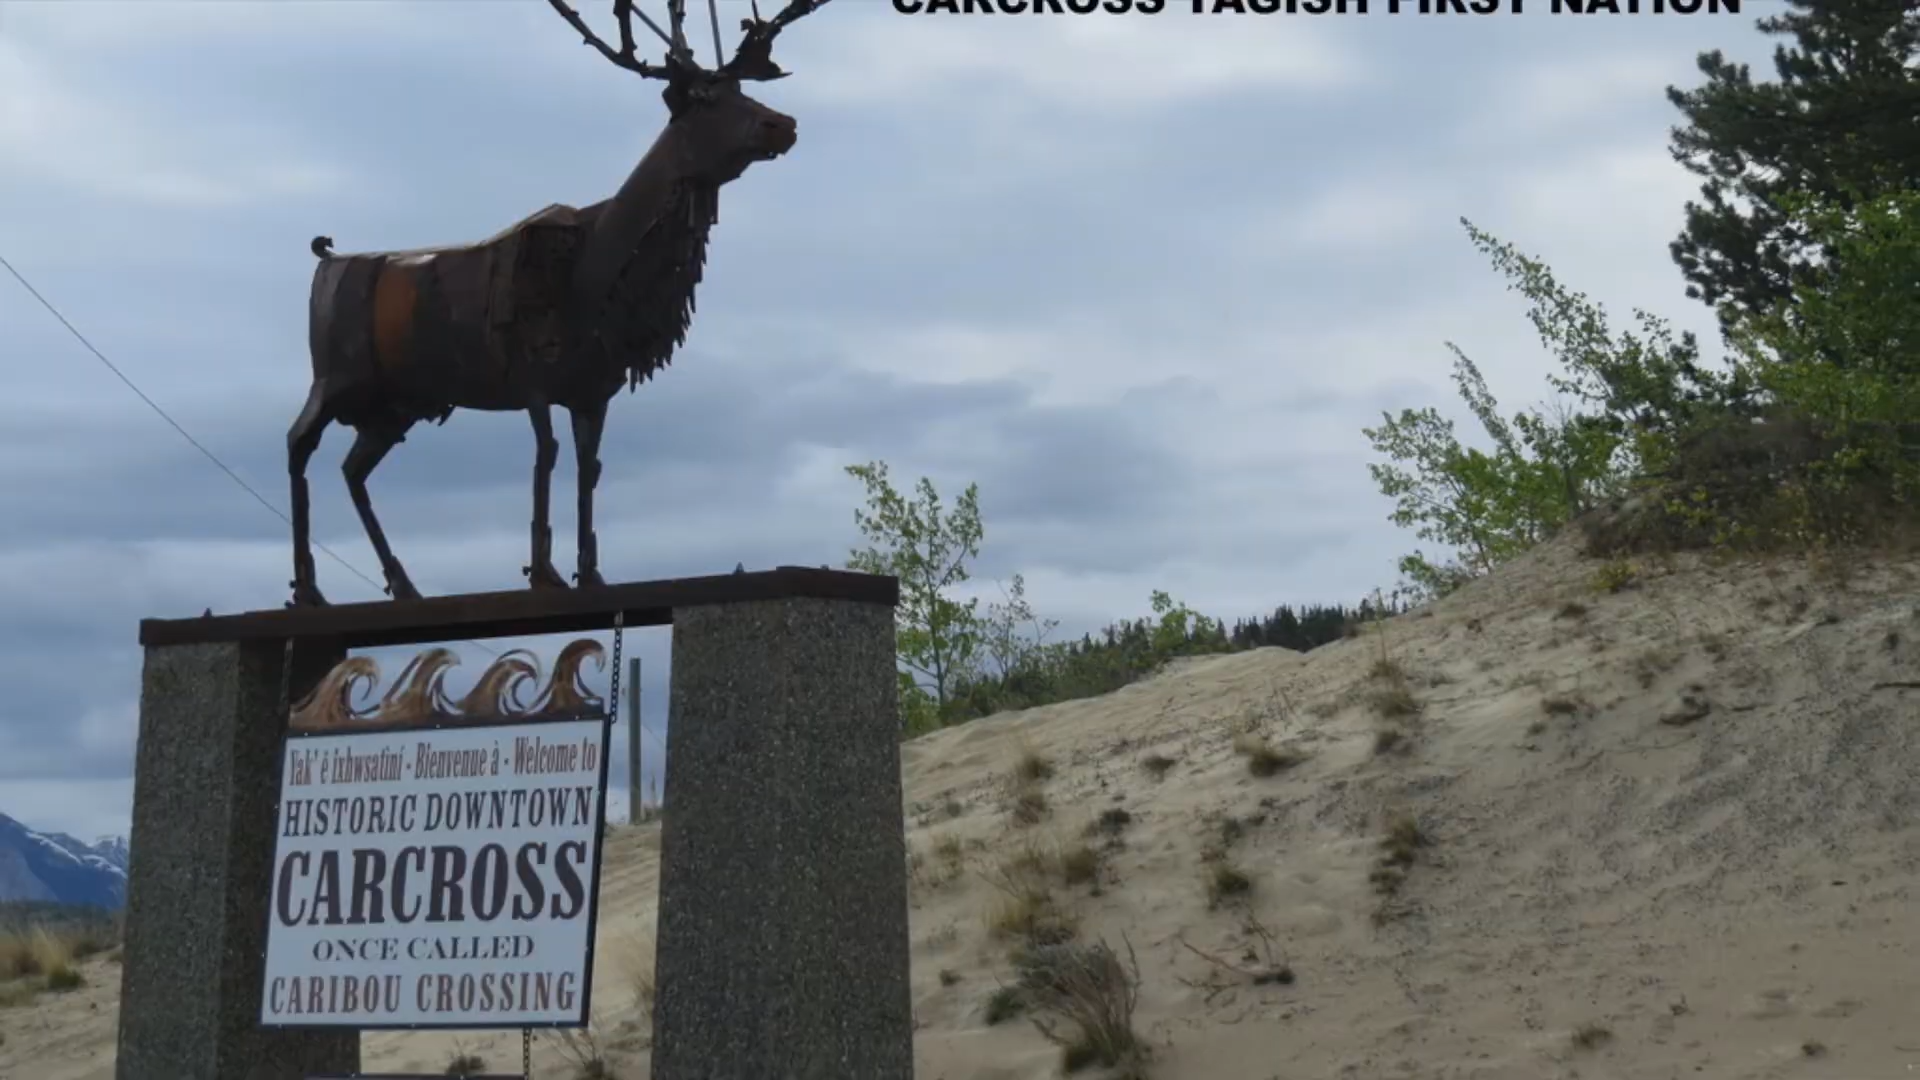 CARCROSS TAGISH FIRST NATION
Yak' ê ixhwsatiní - Bienvenue à - Welcome to
HISTORIC DOWNTOWN
CARCROSS
ONCE CALLED
CARIBOU CROSSING